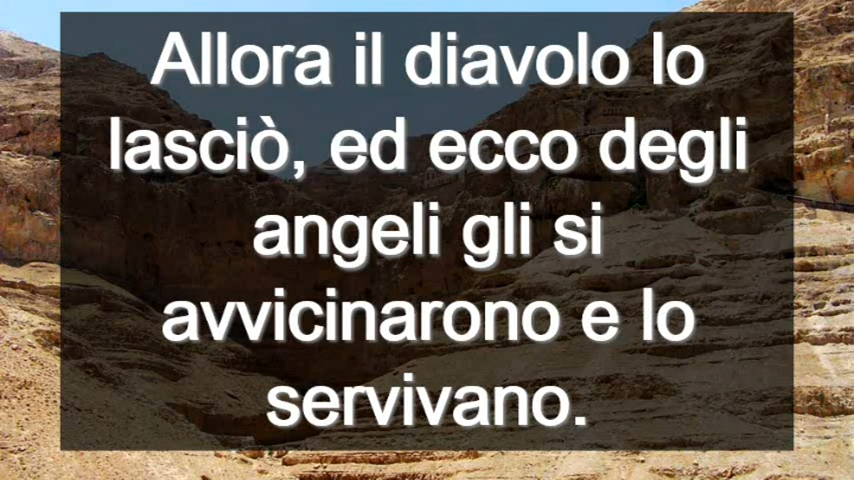 Allora il diavolo lo
lasciò, ed ecco degli
angeli gli si
avvicinarono e lo
servivano.